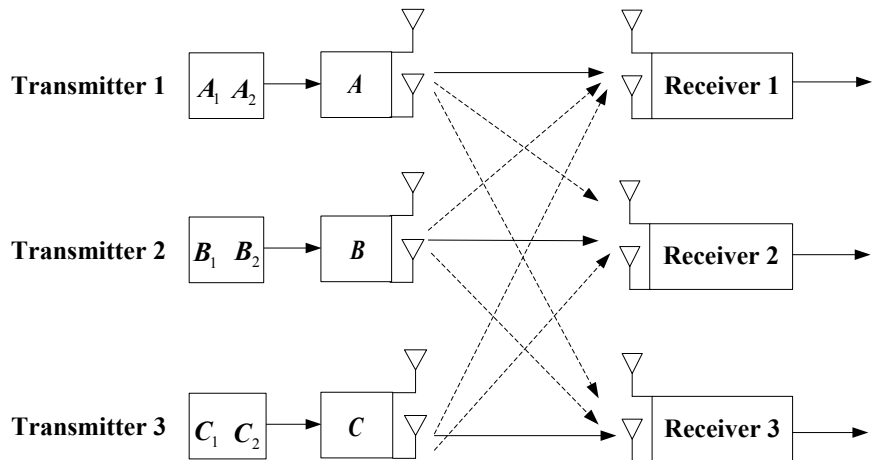 Transmitter 1 A₁ A₂ A Receiver 1
Transmitter 2 B₁ B₂ B Receiver 2
Transmitter 3 C₁ C₂ C Receiver 3